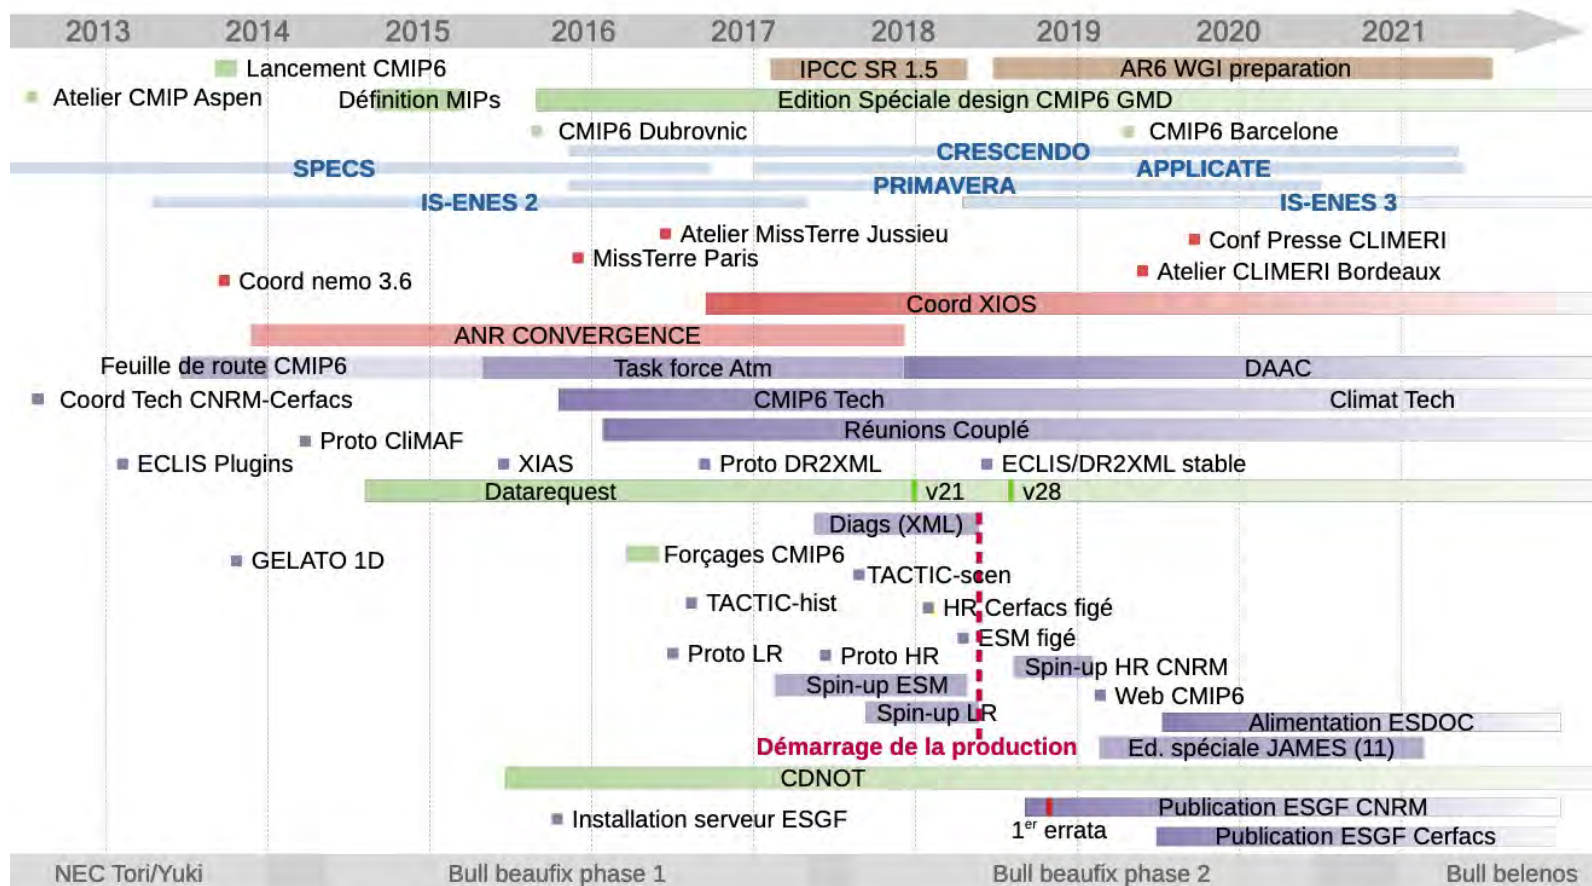 2013 2014 2015 2016 2017 2018 2019 2020 2021
Lancement CMIP6 IPCC SR 1.5 AR6 WGI preparation
Atelier CMIP Aspen Définition MIPs Edition Spéciale design CMIP6 GMD
CMIP6 Dubrovnic CMIP6 Barcelone
CRESCENDO
SPECS APPLICATE
PRIMAVERA
IS-ENES 2 IS-ENES 3
Atelier MissTerre Jussieu Conf Presse CLIMERI
MissTerre Paris Atelier CLIMERI Bordeaux
Coord nemo 3.6
Coord XIOS
ANR CONVERGENCE
Feuille de route CMIP6 Task force Atm DAAC
Coord Tech CNRM-Cerfacs CMIP6 Tech Climat Tech
Réunions Couplé
Proto CliMAF
ECLIS Plugins XIAS Proto DR2XML ECLIS/DR2XML stable
Datarequest v21 v28
Diags (XML)
GELATO 1D Forçages CMIP6
TACTIC-scen
TACTIC-hist HR Cerfacs figé
ESM figé
Proto LR Proto HR Spin-up HR CNRM
Spin-up ESM Web CMIP6
Spin-up LR Alimentation ESDOC
Démarrage de la production Ed. spéciale JAMES (11)
CDNOT
Publication ESGF CNRM
Installation serveur ESGF 1er errata
Publication ESGF Cerfacs
NEC Tori/Yuki Bull beaufix phase 1 Bull beaufix phase 2 Bull belenos